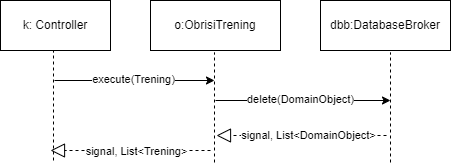 k: Controller
o:ObrisiTrening
dbb:DatabaseBroker
execute(Trening)
delete(DomainObject)
signal, List<DomainObject>
signal, List<Trening>